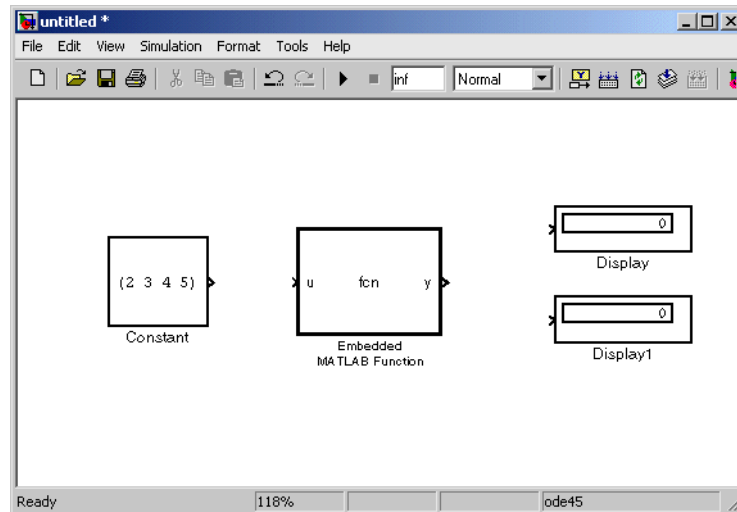 untitled *
File Edit View Simulation Format Tools Help
inf Normal
(2 3 4 5)
Constant
u fcn y
Embedded
MATLAB Function
0
Display
0
Display1
Ready 118% ode45